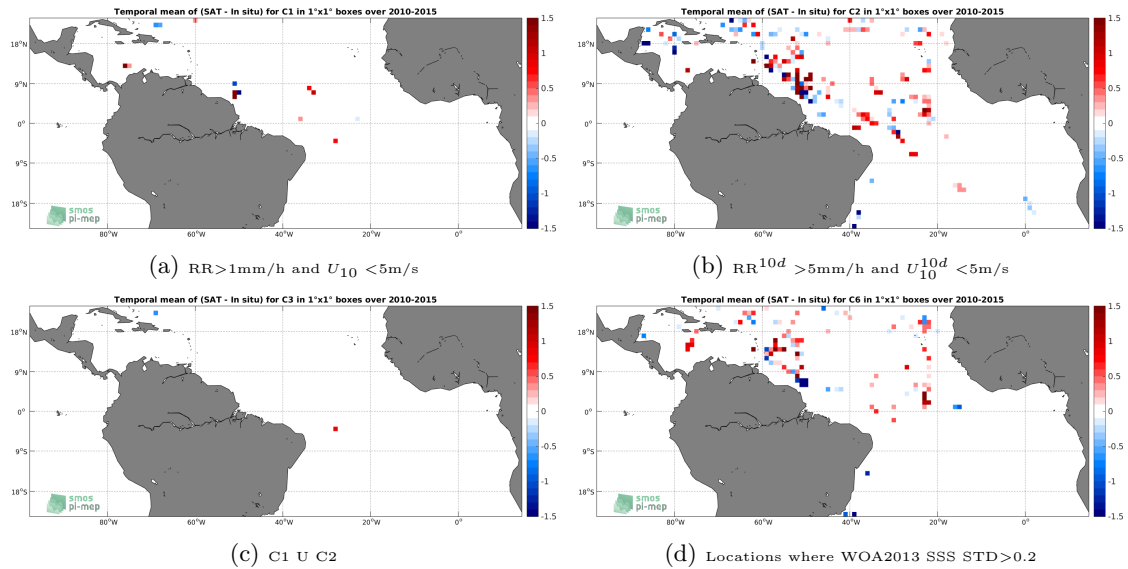 Temporal mean of (SAT - In situ) for C1 in 1°x1° boxes over 2010-2015
18°N
9°N
0°
9°S
18°S
80°W
60°W
40°W
20°W
0°
1.5
1
0.5
0
-0.5
-1
-1.5
smos
pi-mep
(a) RR>1mm/h and U10 <5m/s
Temporal mean of (SAT - In situ) for C2 in 1°x1° boxes over 2010-2015
18°N
9°N
0°
9°S
18°S
80°W
60°W
40°W
20°W
0°
1.5
1
0.5
0
-0.5
-1
-1.5
smos
pi-mep
(b) RR10d >5mm/h and U10d10 <5m/s
Temporal mean of (SAT - In situ) for C3 in 1°x1° boxes over 2010-2015
18°N
9°N
0°
9°S
18°S
80°W
60°W
40°W
20°W
0°
1.5
1
0.5
0
-0.5
-1
-1.5
smos
pi-mep
(c) C1 U C2
Temporal mean of (SAT - In situ) for C6 in 1°x1° boxes over 2010-2015
18°N
9°N
0°
9°S
18°S
80°W
60°W
40°W
20°W
0°
1.5
1
0.5
0
-0.5
-1
-1.5
smos
pi-mep
(d) Locations where WOA2013 SSS STD>0.2